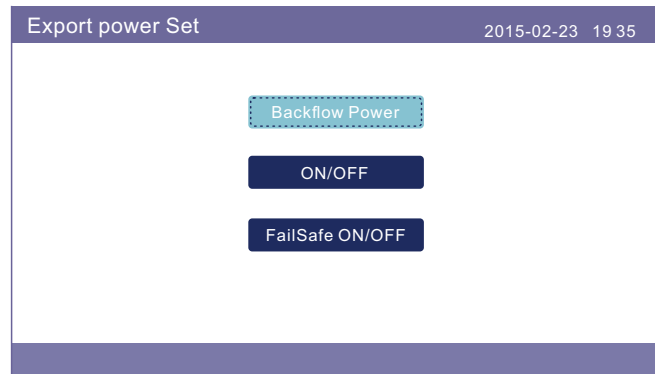 Export power Set
2015-02-23 19 35
Backflow Power
ON/OFF
FailSafe ON/OFF